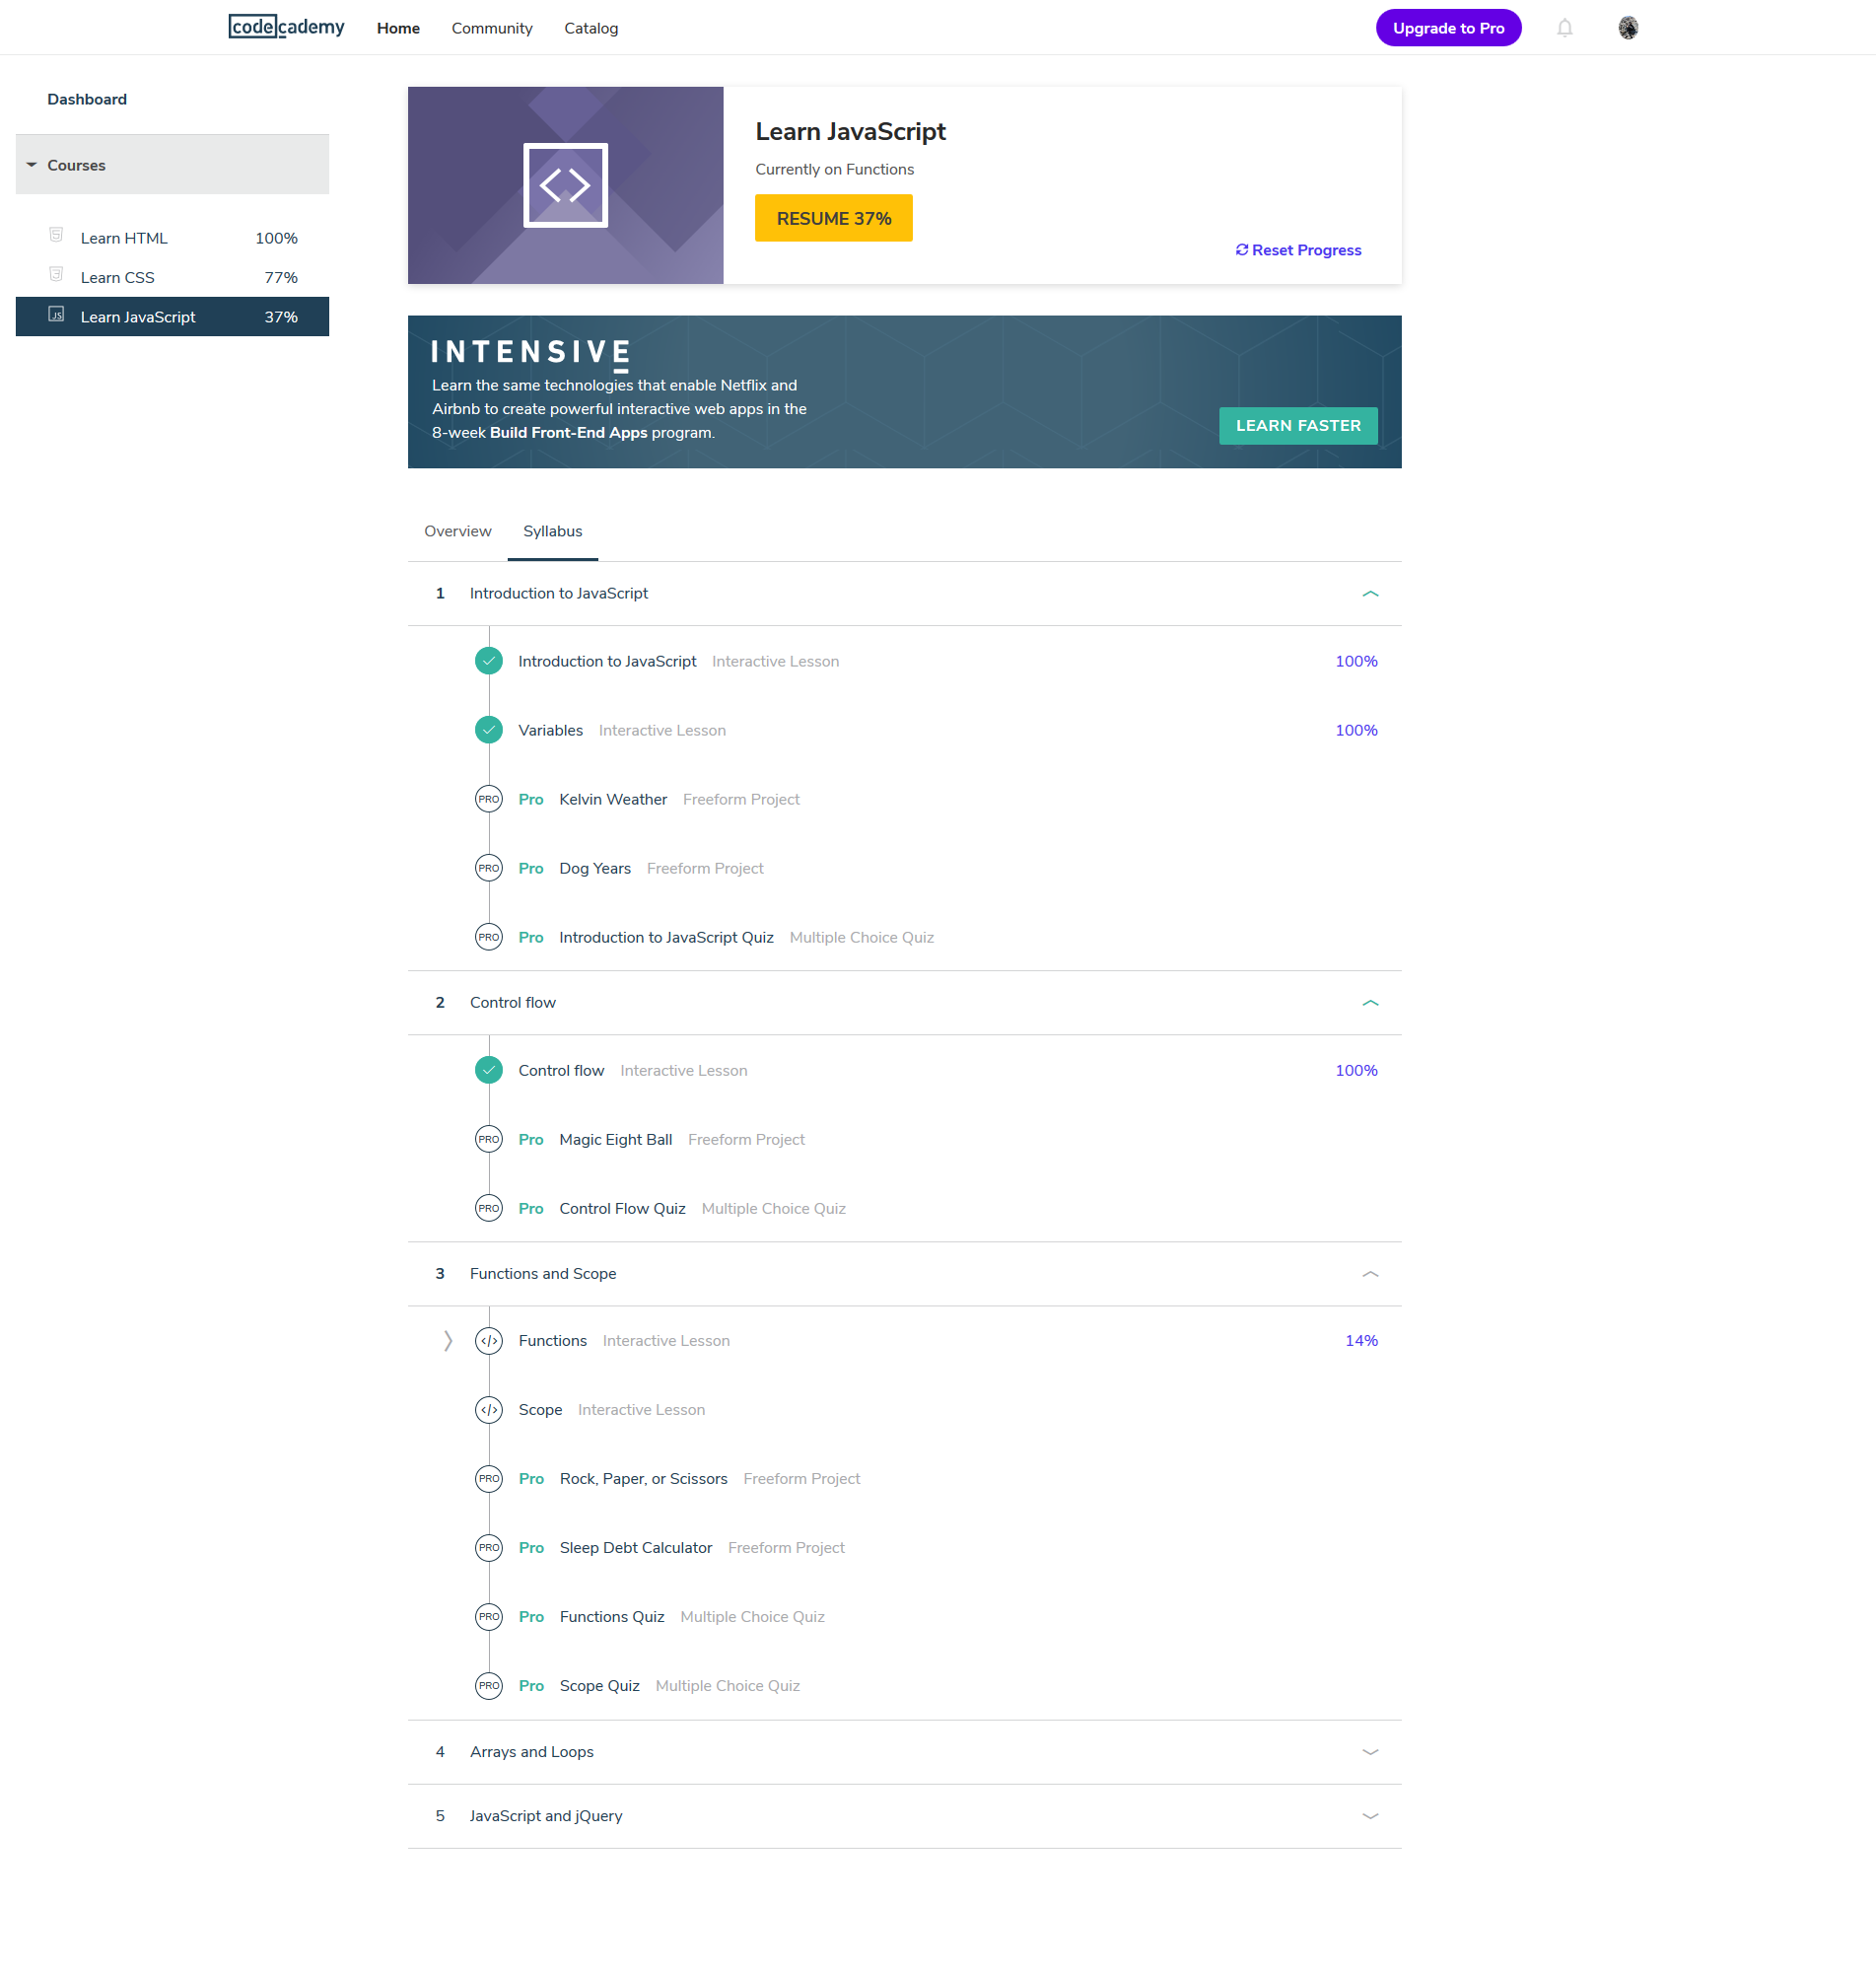 codecademy Home Community Catalog Upgrade to Pro
Dashboard
Courses
Learn HTML 100%
Learn CSS 77%
JS Learn JavaScript 37%
Learn JavaScript
Currently on Functions
RESUME 37%
Reset Progress
INTENSIVE
Learn the same technologies that enable Netflix and
Airbnb to create powerful interactive web apps in the
8-week Build Front-End Apps program.
LEARN FASTER
Overview Syllabus
1 Introduction to JavaScript
Introduction to JavaScript Interactive Lesson 100%
Variables Interactive Lesson 100%
PRO Pro Kelvin Weather Freeform Project
PRO Pro Dog Years Freeform Project
PRO Pro Introduction to JavaScript Quiz Multiple Choice Quiz
2 Control flow
Control flow Interactive Lesson 100%
PRO Pro Magic Eight Ball Freeform Project
PRO Pro Control Flow Quiz Multiple Choice Quiz
3 Functions and Scope
</> Functions Interactive Lesson 14%
</> Scope Interactive Lesson
PRO Pro Rock, Paper, or Scissors Freeform Project
PRO Pro Sleep Debt Calculator Freeform Project
PRO Pro Functions Quiz Multiple Choice Quiz
PRO Pro Scope Quiz Multiple Choice Quiz
4 Arrays and Loops
5 JavaScript and jQuery